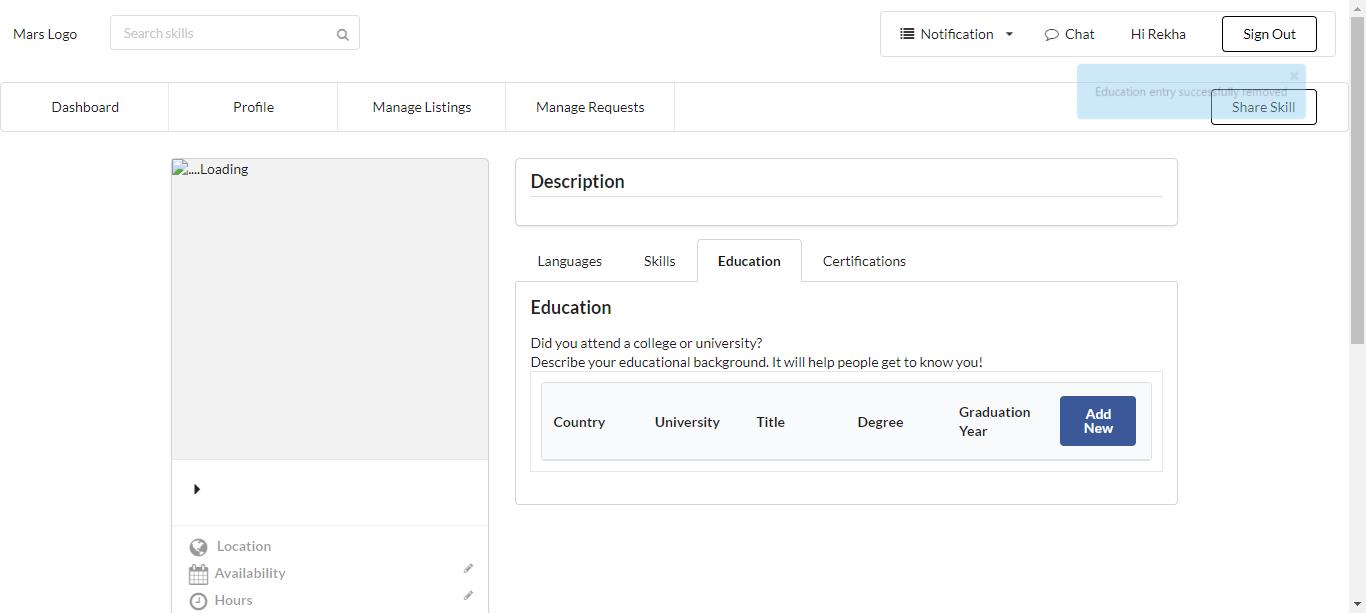 Mars Logo
Search skills
Notification
Chat
Hi Rekha
Sign Out
Education entry successfully removed
Dashboard
Profile
Manage Listings
Manage Requests
Share Skill
....Loading
Description
Languages
Skills
Education
Certifications
Education
Did you attend a college or university?
Describe your educational background. It will help people get to know you!
Country
University
Title
Degree
Graduation
Year
Add
New
Location
Availability
Hours